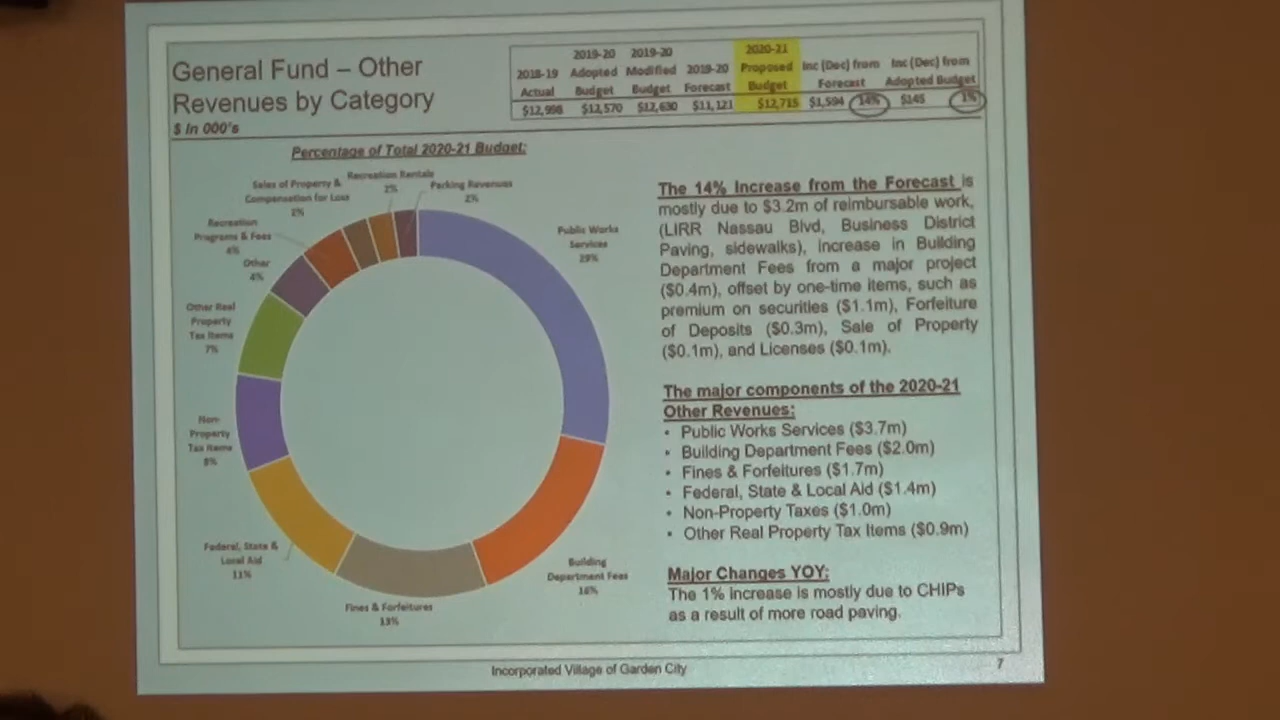 General Fund – Other
Revenues by Category
$ In 000's
2019-20 2019-20 2020-21
2018-19 Adopted Modified 2019-20 Proposed Inc (Dec) from Inc (Dec) from
Actual Budget Budget Forecast Budget Forecast Adopted Budget
$12,998 $12,570 $12,630 $11,121 $12,715 $1,594 14% $145 1%
Percentage of Total 2020-21 Budget:
Recreation Rentals
2%
Sales of Property &
Compensation for Loss
2%
Parking Revenues
2%
Recreation
Programs & Fees
4%
Other
4%
Public Works
Services
29%
Other Real
Property
Tax Items
7%
Non-
Property
Tax Items
8%
Federal, State &
Local Aid
11%
Fines & Forfeitures
13%
Building
Department Fees
16%
The 14% Increase from the Forecast is
mostly due to $3.2m of reimbursable work,
(LIRR Nassau Blvd, Business District
Paving, sidewalks), increase in Building
Department Fees from a major project
($0.4m), offset by one-time items, such as
premium on securities ($1.1m), Forfeiture
of Deposits ($0.3m), Sale of Property
($0.1m), and Licenses ($0.1m).
The major components of the 2020-21
Other Revenues:
• Public Works Services ($3.7m)
• Building Department Fees ($2.0m)
• Fines & Forfeitures ($1.7m)
• Federal, State & Local Aid ($1.4m)
• Non-Property Taxes ($1.0m)
• Other Real Property Tax Items ($0.9m)
Major Changes YOY:
The 1% increase is mostly due to CHIPs
as a result of more road paving.
Incorporated Village of Garden City
7